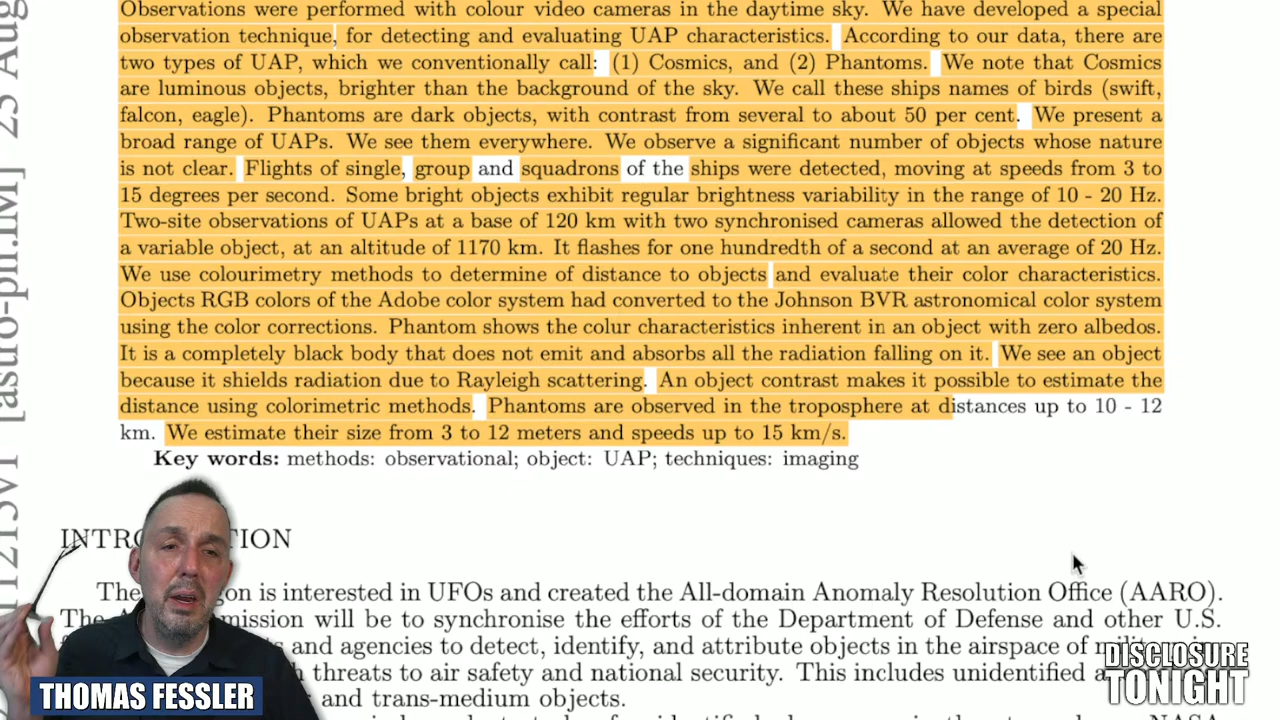 Observations were performed with colour video cameras in the daytime sky. We have developed a special
observation technique, for detecting and evaluating UAP characteristics. According to our data, there are
two types of UAP, which we conventionally call: (1) Cosmics, and (2) Phantoms. We note that Cosmics
are luminous objects, brighter than the background of the sky. We call these ships names of birds (swift,
falcon, eagle). Phantoms are dark objects, with contrast from several to about 50 per cent. We present a
broad range of UAPs. We see them everywhere. We observe a significant number of objects whose nature
is not clear. Flights of single, group and squadrons of the ships were detected, moving at speeds from 3 to
15 degrees per second. Some bright objects exhibit regular brightness variability in the range of 10 - 20 Hz.
Two-site observations of UAPs at a base of 120 km with two synchronised cameras allowed the detection of
a variable object, at an altitude of 1170 km. It flashes for one hundredth of a second at an average of 20 Hz.
We use colourimetry methods to determine of distance to objects and evaluate their color characteristics.
Objects RGB colors of the Adobe color system had converted to the Johnson BVR astronomical color system
using the color corrections. Phantom shows the colur characteristics inherent in an object with zero albedos.
It is a completely black body that does not emit and absorbs all the radiation falling on it. We see an object
because it shields radiation due to Rayleigh scattering. An object contrast makes it possible to estimate the
distance using colorimetric methods. Phantoms are observed in the troposphere at distances up to 10 - 12
km. We estimate their size from 3 to 12 meters and speeds up to 15 km/s.
Key words: methods: observational; object: UAP; techniques: imaging
[astro-ph.IM] 23 Aug
INTRO TION
The gon is interested in UFOs and created the All-domain Anomaly Resolution Office (AARO).
The mission will be to synchronise the efforts of the Department of Defense and other U.S.
and agencies to detect, identify, and attribute objects in the airspace of
threats to air safety and national security. This includes unidentified
and trans-medium objects.
THOMAS FESSLER
DISCLOSURE
TONIGHT